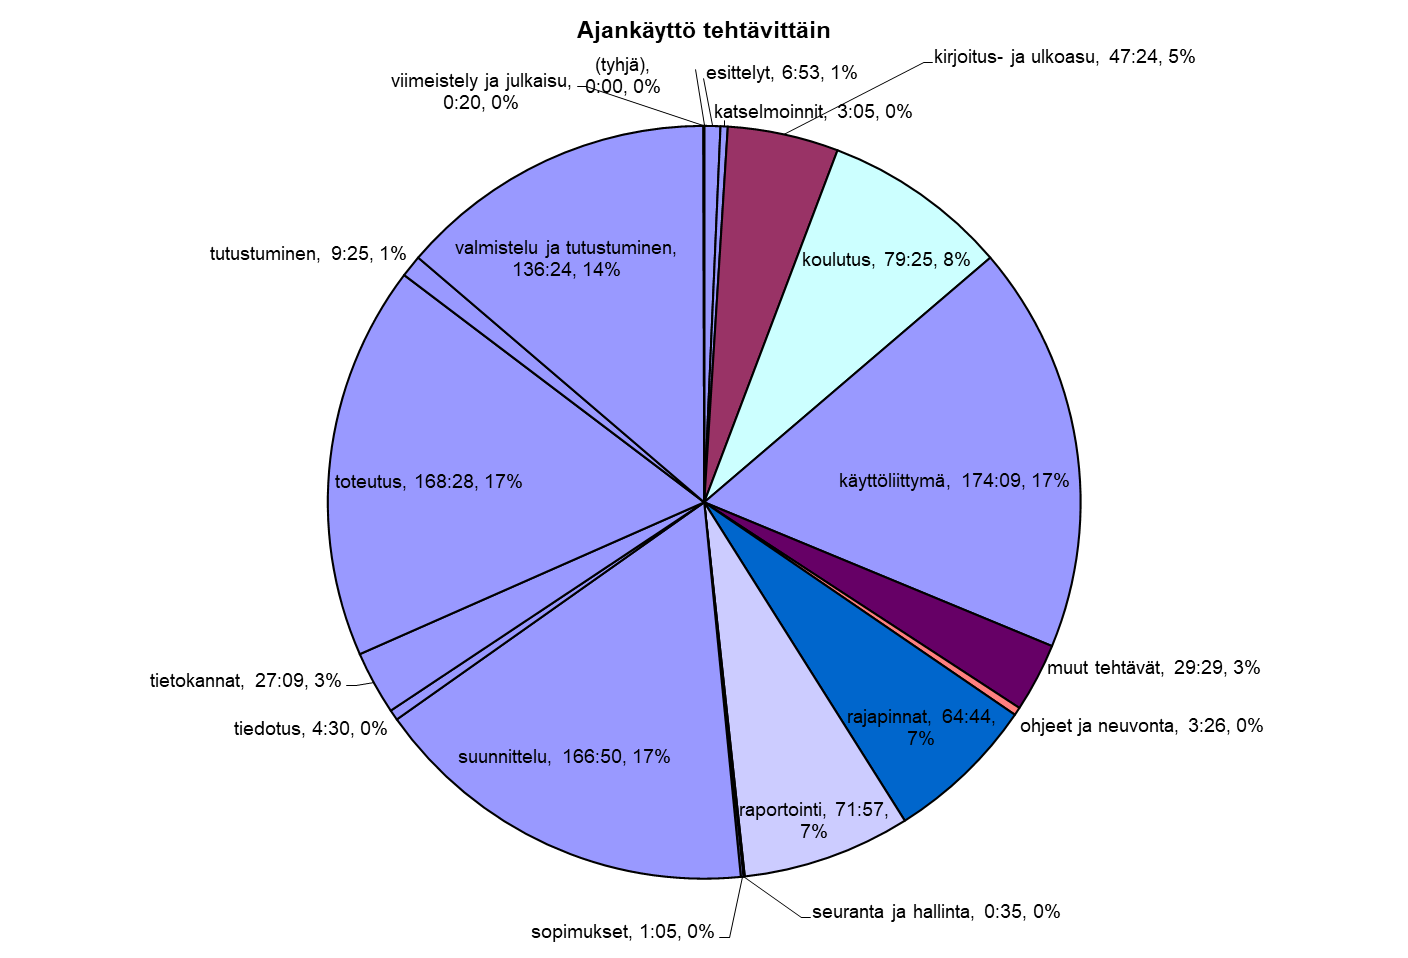 Ajankäyttö tehtävittäin
(tyhjä),
0:00, 0%
viimeistely ja julkaisu,
0:20, 0%
esittelyt, 6:53, 1%
kirjoitus- ja ulkoasu, 47:24, 5%
katselmoinnit, 3:05, 0%
tutustuminen, 9:25, 1%
valmistelu ja tutustuminen,
136:24, 14%
koulutus, 79:25, 8%
toteutus, 168:28, 17%
käyttöliittymä, 174:09, 17%
tietokannat, 27:09, 3%
muut tehtävät, 29:29, 3%
tiedotus, 4:30, 0%
rajapinnat, 64:44,
7%
ohjeet ja neuvonta, 3:26, 0%
suunnittelu, 166:50, 17%
raportointi, 71:57,
7%
seuranta ja hallinta, 0:35, 0%
sopimukset, 1:05, 0%